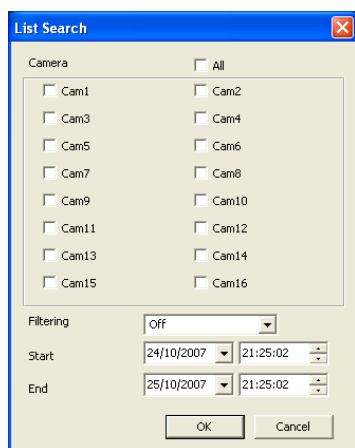 List Search
Camera All
Cam1 Cam2
Cam3 Cam4
Cam5 Cam6
Cam7 Cam8
Cam9 Cam10
Cam11 Cam12
Cam13 Cam14
Cam15 Cam16
Filtering Off
Start 24/10/2007 21:25:02
End 25/10/2007 21:25:02
OK Cancel